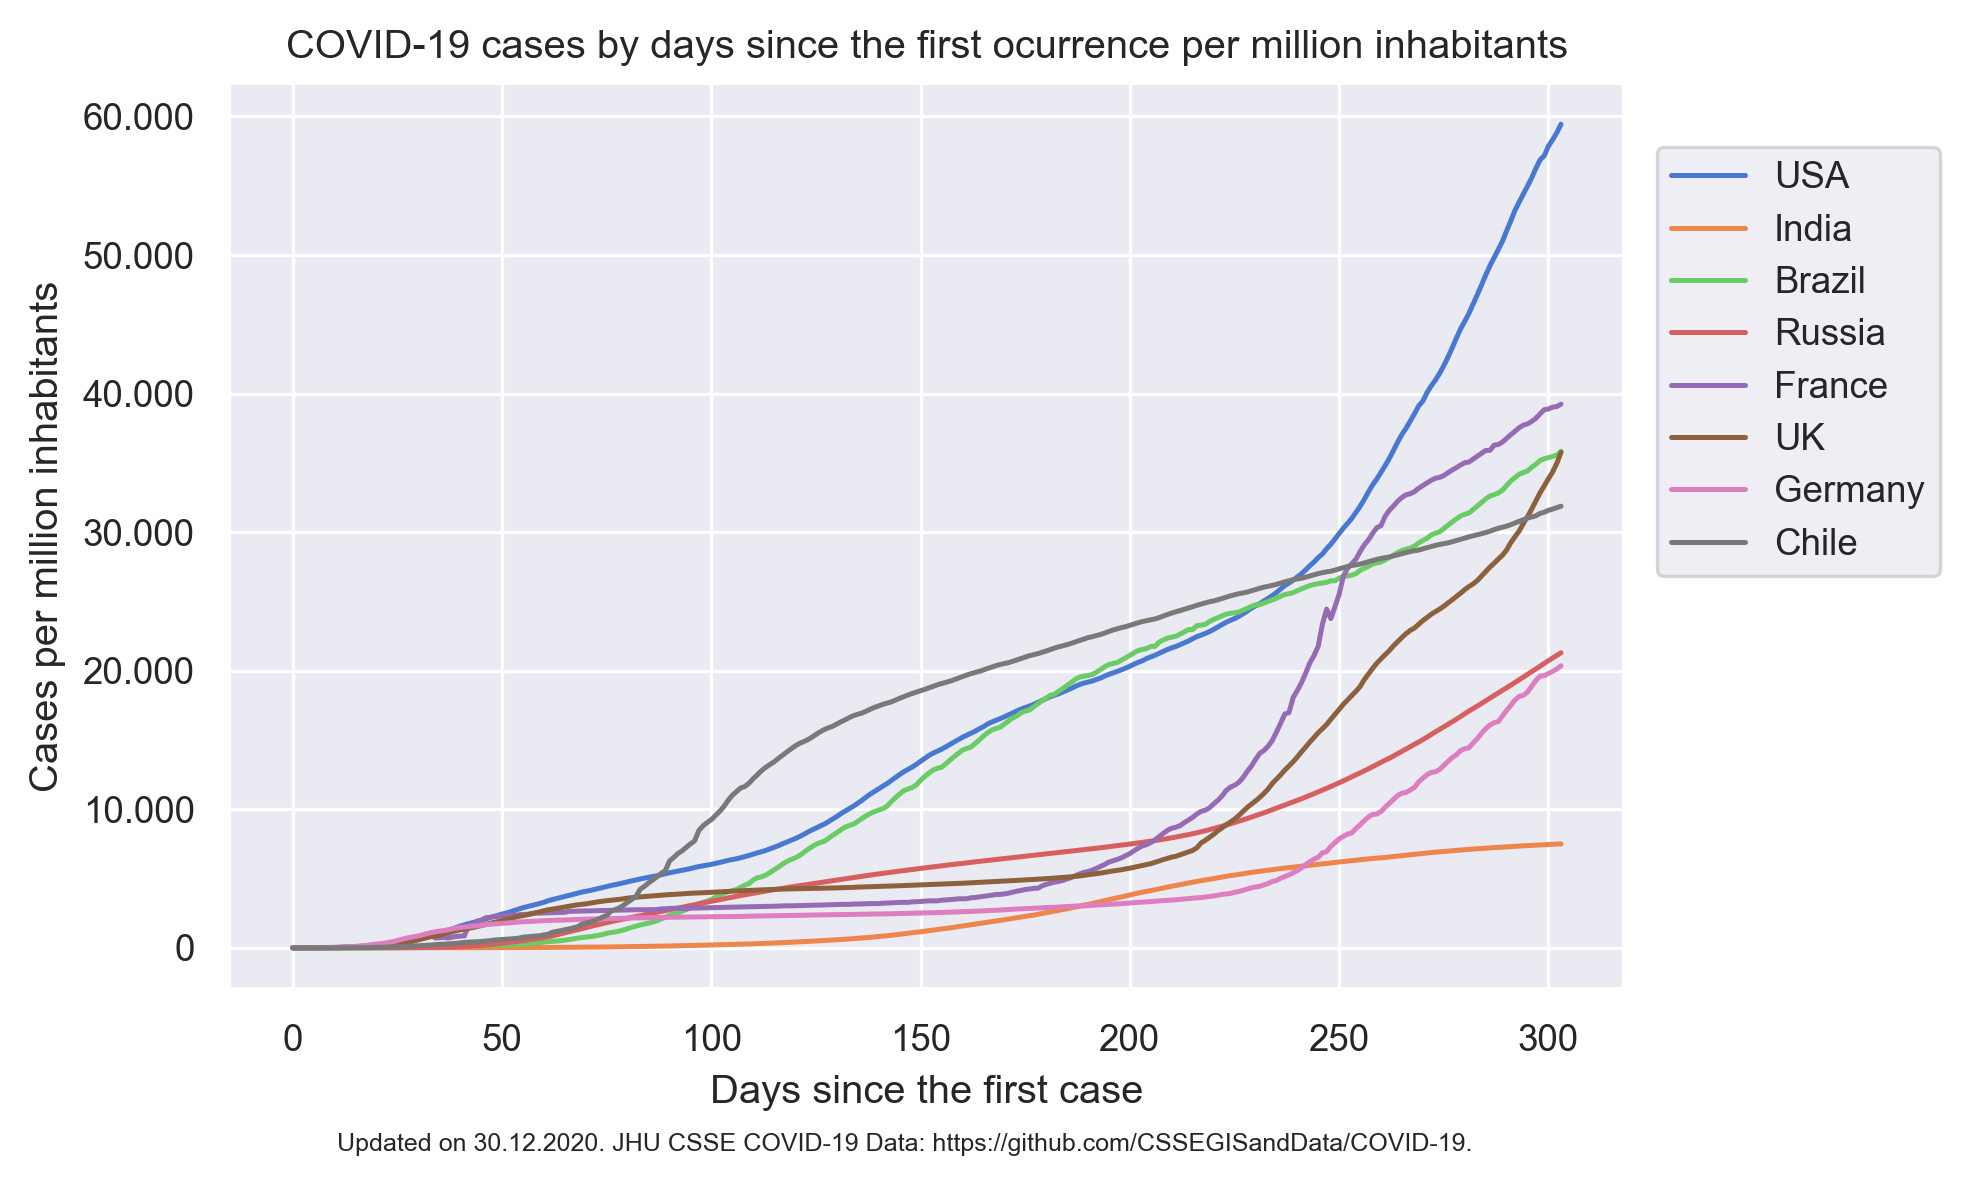 COVID-19 cases by days since the first ocurrence per million inhabitants
60.000
50.000
40.000
30.000
20.000
10.000
0
Cases per million inhabitants
0 50 100 150 200 250 300
Days since the first case
USA
India
Brazil
Russia
France
UK
Germany
Chile
Updated on 30.12.2020. JHU CSSE COVID-19 Data: https://github.com/CSSEGISandData/COVID-19.